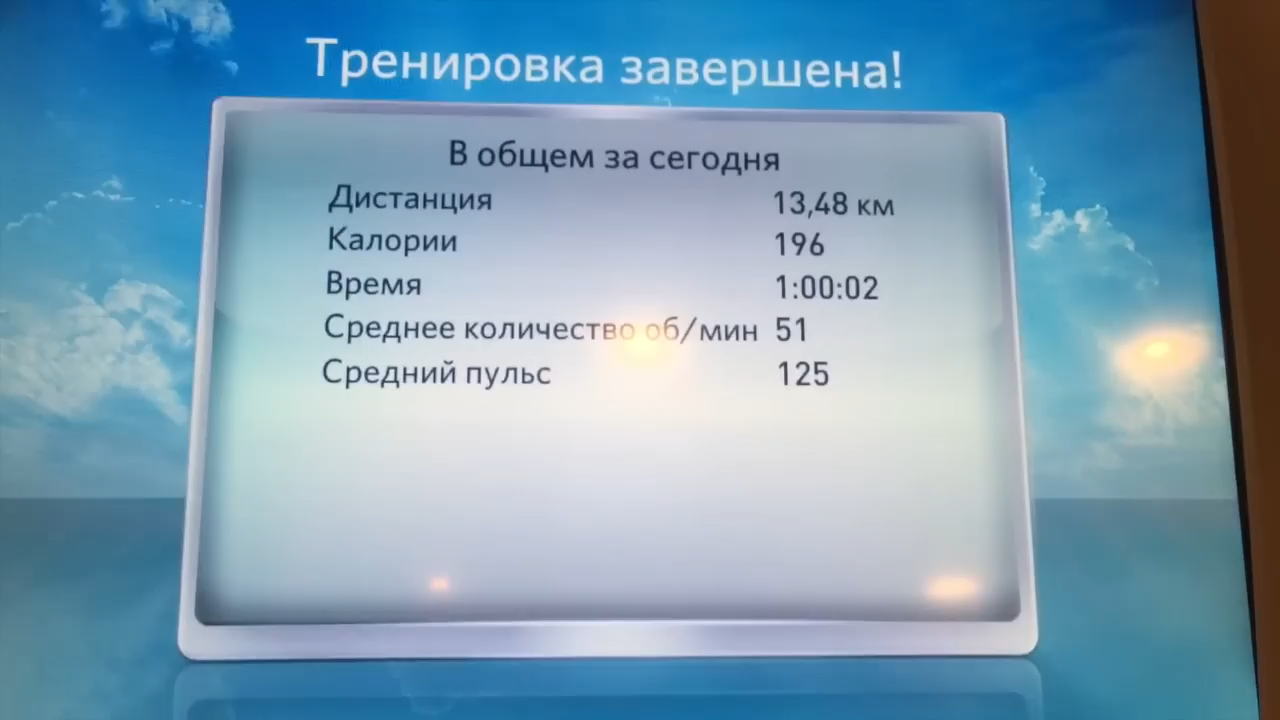 Тренировка завершена!
В общем за сегодня
Дистанция 13,48 км
Калории 196
Время 1:00:02
Среднее количество об/мин 51
Средний пульс 125